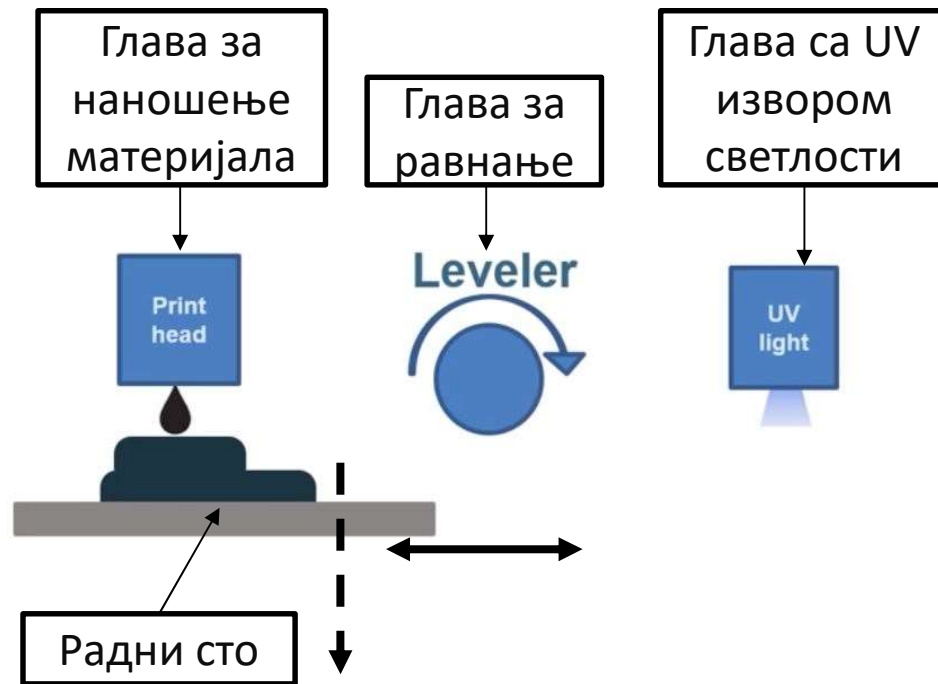 Глава за
наношење
материјала
Глава за
равнање
Глава са UV
извором
светлости
Leveler
Print
head
UV
light
Радни сто